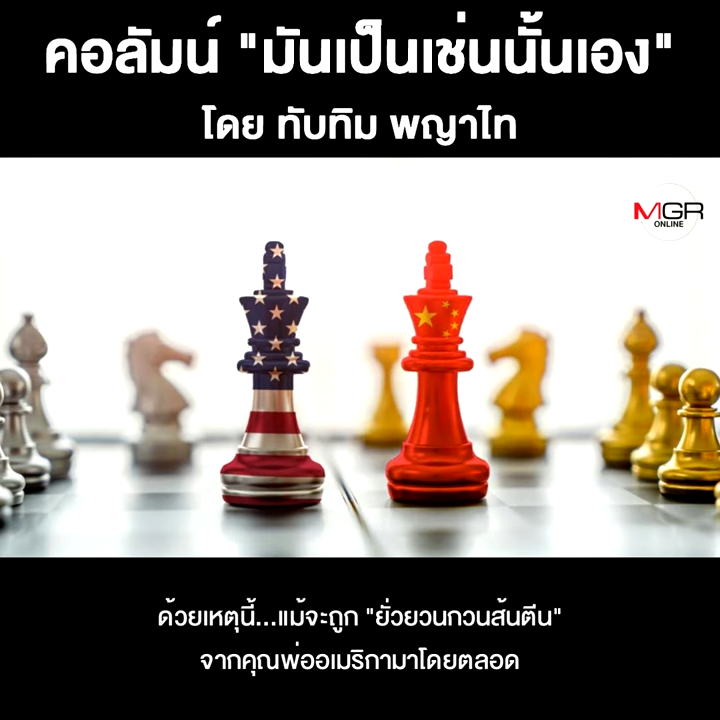 คอลัมน์ "มันเป็นเช่นนั้นเอง"
โดย ทับทิม พญาไท
MGR
ONLINE
ด้วยเหตุนี้...แม้จะถูก "ยั่วยวนกวนส้นตีน"
จากคุณพ่ออเมริกามาโดยตลอด